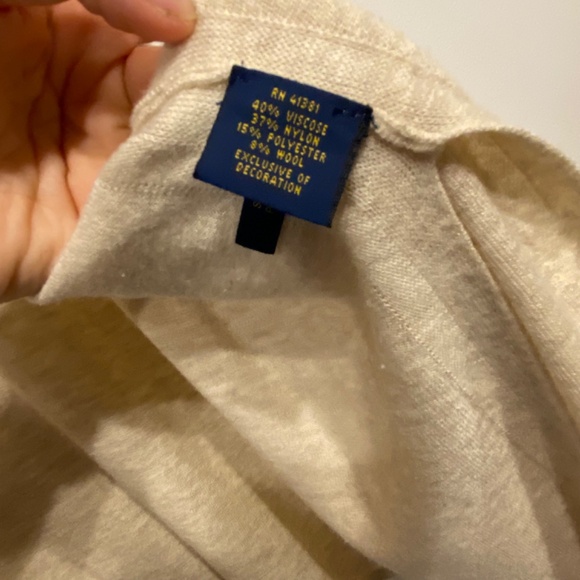 RN 41381
40% VISCOSE
37% NYLON
15% POLYESTER
8% WOOL
EXCLUSIVE OF
DECORATION